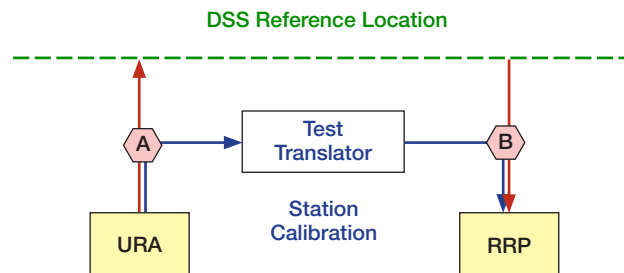 DSS Reference Location
A
Test
Translator
B
Station
Calibration
URA
RRP